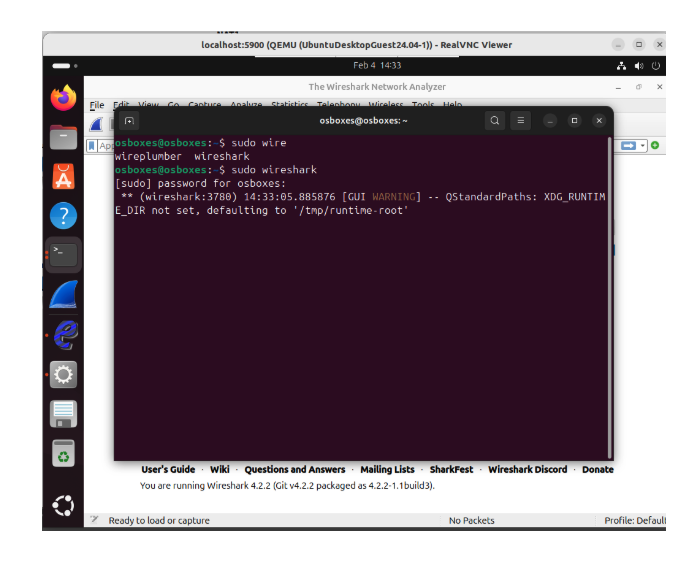 localhost:5900 (QEMU (UbuntuDesktopGuest24.04-1)) - RealVNC Viewer
Feb 4 14:33
The Wireshark Network Analyzer
File Edit View Go Capture Analyze Statistics Telephony Wireless Tools Help
osboxes@osboxes: ~
Ap
osboxes@osboxes:~$ sudo wire
wireplumber wireshark
osboxes@osboxes:~$ sudo wireshark
[sudo] password for osboxes:
** (wireshark:3780) 14:33:05.885876 [GUI WARNING] -- QStandardPaths: XDG_RUNTIM
E_DIR not set, defaulting to '/tmp/runtime-root'
User's Guide · Wiki · Questions and Answers · Mailing Lists · SharkFest · Wireshark Discord · Donate
You are running Wireshark 4.2.2 (Git v4.2.2 packaged as 4.2.2-1.1build3).
Ready to load or capture
No Packets
Profile: Defaul